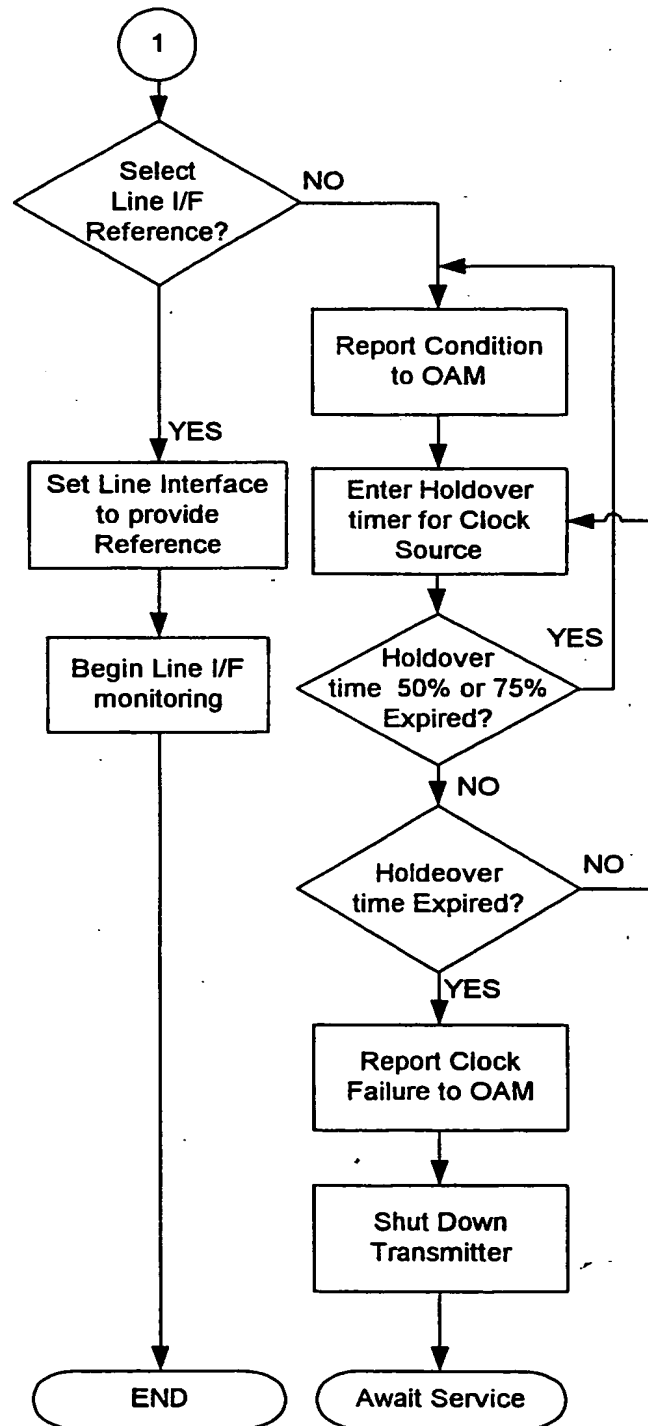 1
Select
Line I/F
Reference?
NO
YES
Set Line Interface
to provide
Reference
Begin Line I/F
monitoring
END
Report Condition
to OAM
Enter Holdover
timer for Clock
Source
YES
Holdover
time 50% or 75%
Expired?
NO
Holdeover
time Expired?
NO
YES
Report Clock
Failure to OAM
Shut Down
Transmitter
Await Service